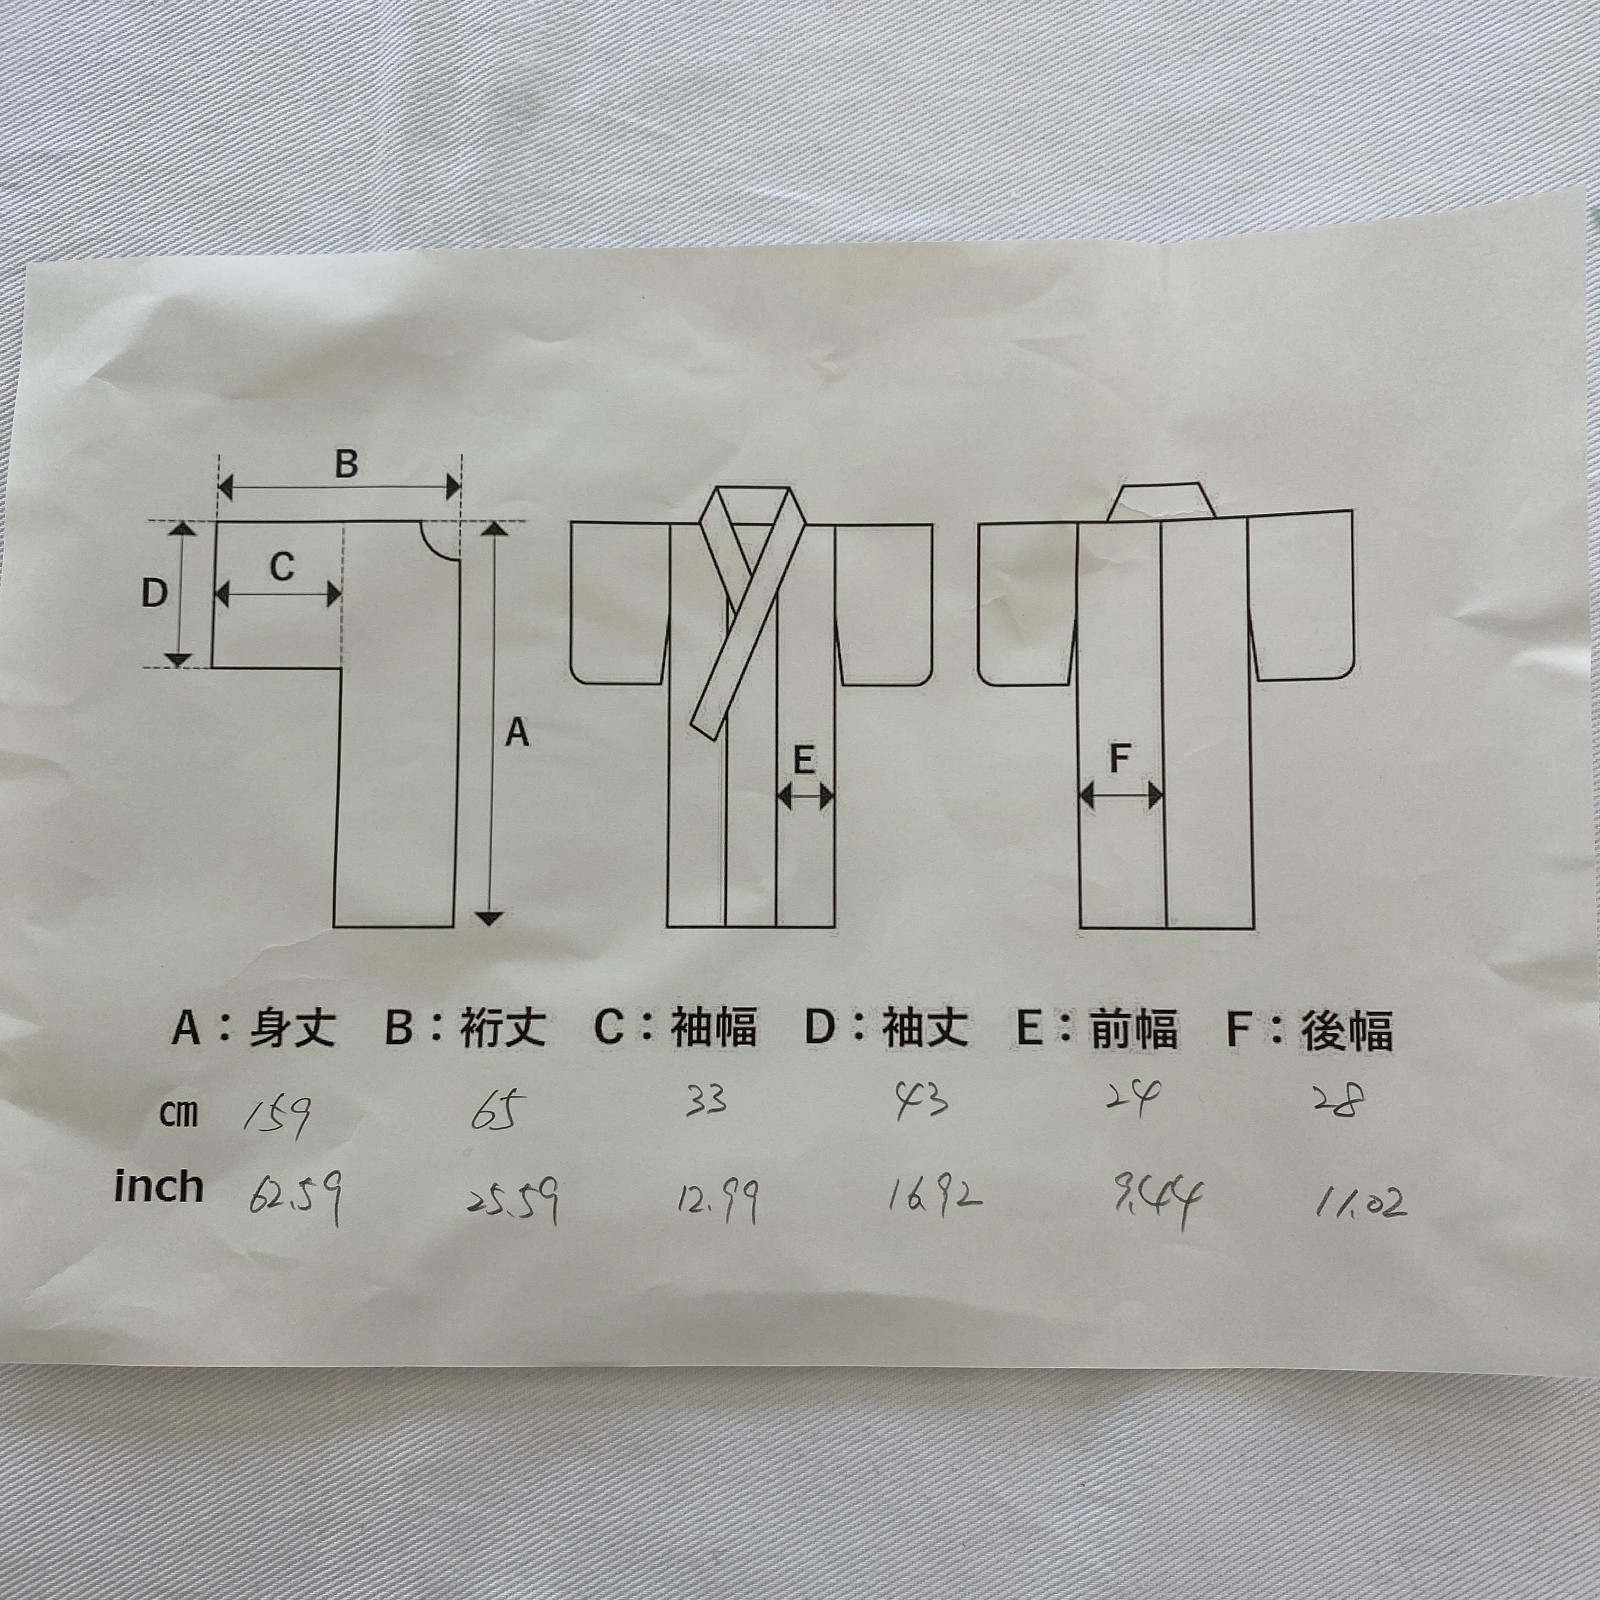 B
C
D
A
E
F
A：身丈 B：裄丈 C：袖幅 D：袖丈 E：前幅 F：後幅
cm 159 65 33 43 24 28
inch 62.59 25.59 12.99 16.92 9.44 11.02